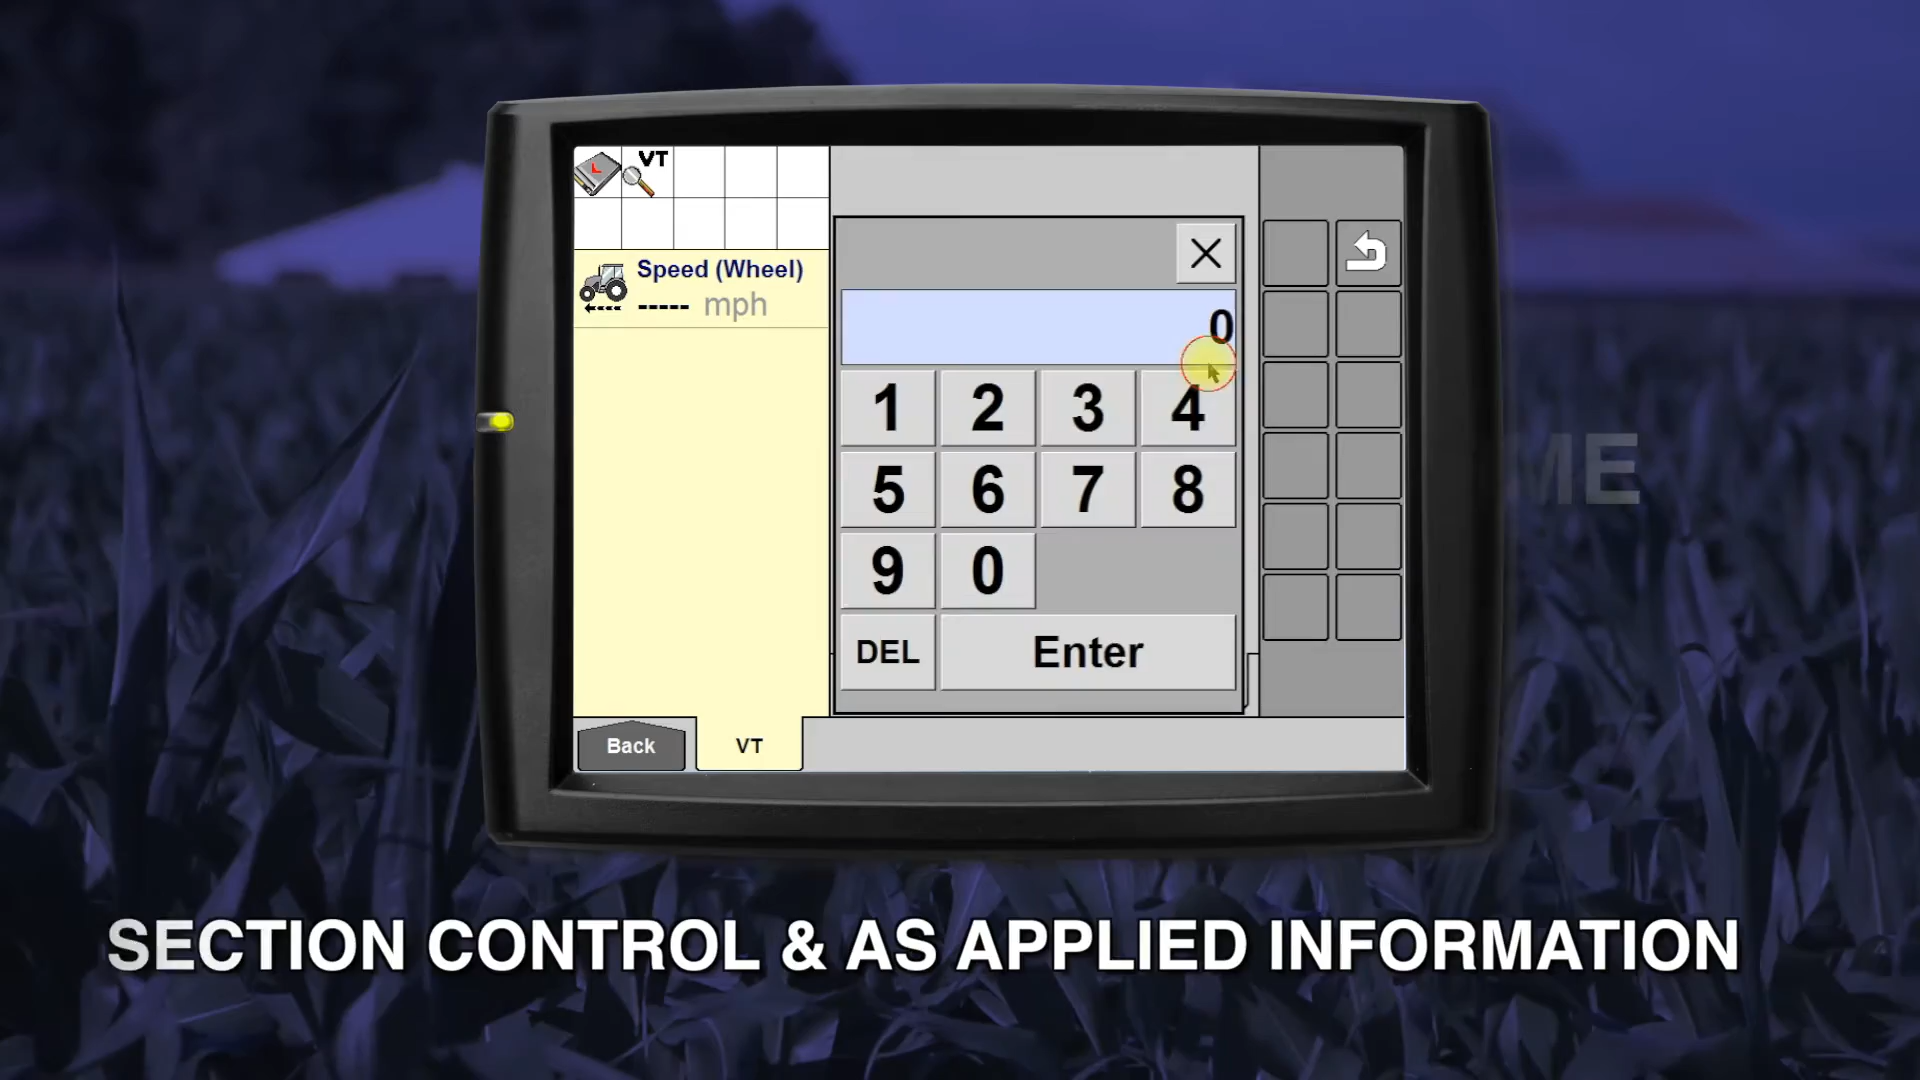 VT
Speed (Wheel)
----- mph
0
1 2 3 4
5 6 7 8
9 0
DEL Enter
Back VT
ME
SECTION CONTROL & AS APPLIED INFORMATION